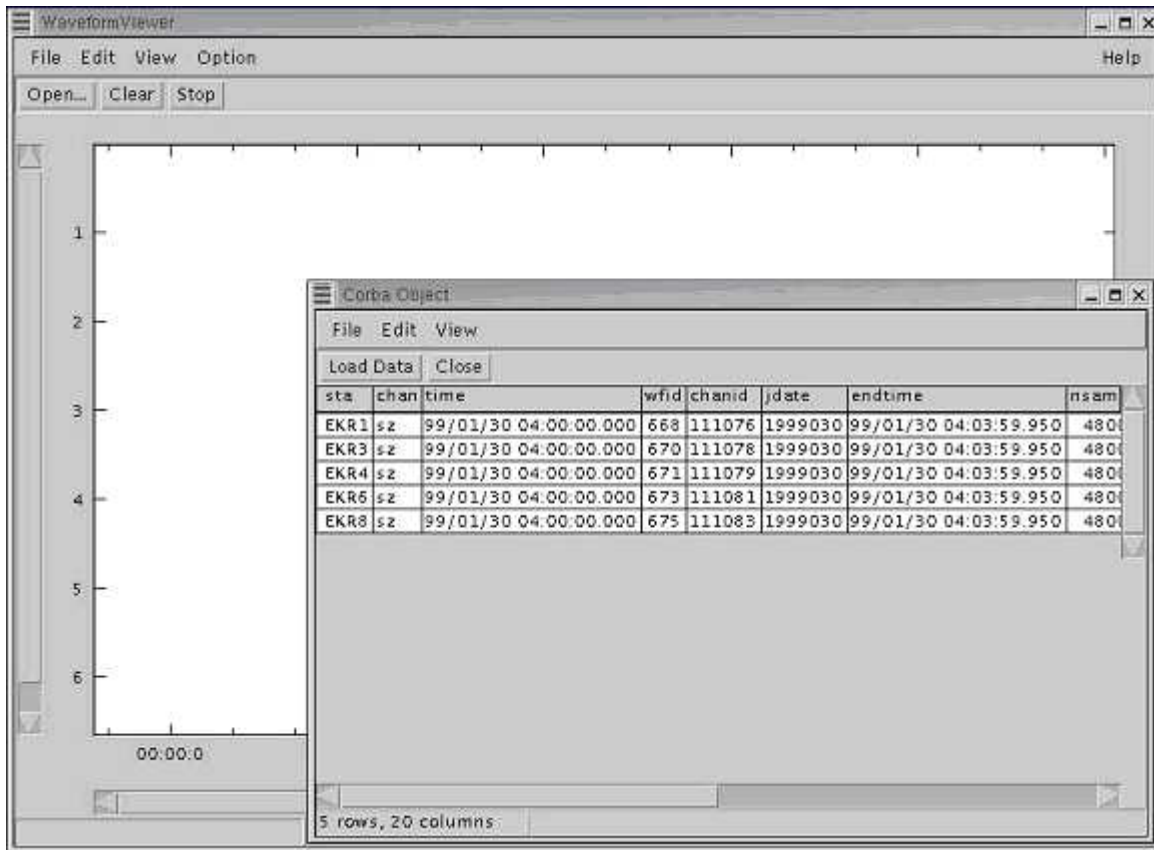 WaveformViewer
File Edit View Option Help
Open... Clear Stop
1
2
3
4
5
6
00:00:0
Corba Object
File Edit View
Load Data Close
sta chan time wfid chanid jdate endtime nsam
EKR1 sz 99/01/30 04:00:00.000 668 111076 1999030 99/01/30 04:03:59.950 4800
EKR3 sz 99/01/30 04:00:00.000 670 111078 1999030 99/01/30 04:03:59.950 4800
EKR4 sz 99/01/30 04:00:00.000 671 111079 1999030 99/01/30 04:03:59.950 4800
EKR6 sz 99/01/30 04:00:00.000 673 111081 1999030 99/01/30 04:03:59.950 4800
EKR8 sz 99/01/30 04:00:00.000 675 111083 1999030 99/01/30 04:03:59.950 4800
5 rows, 20 columns